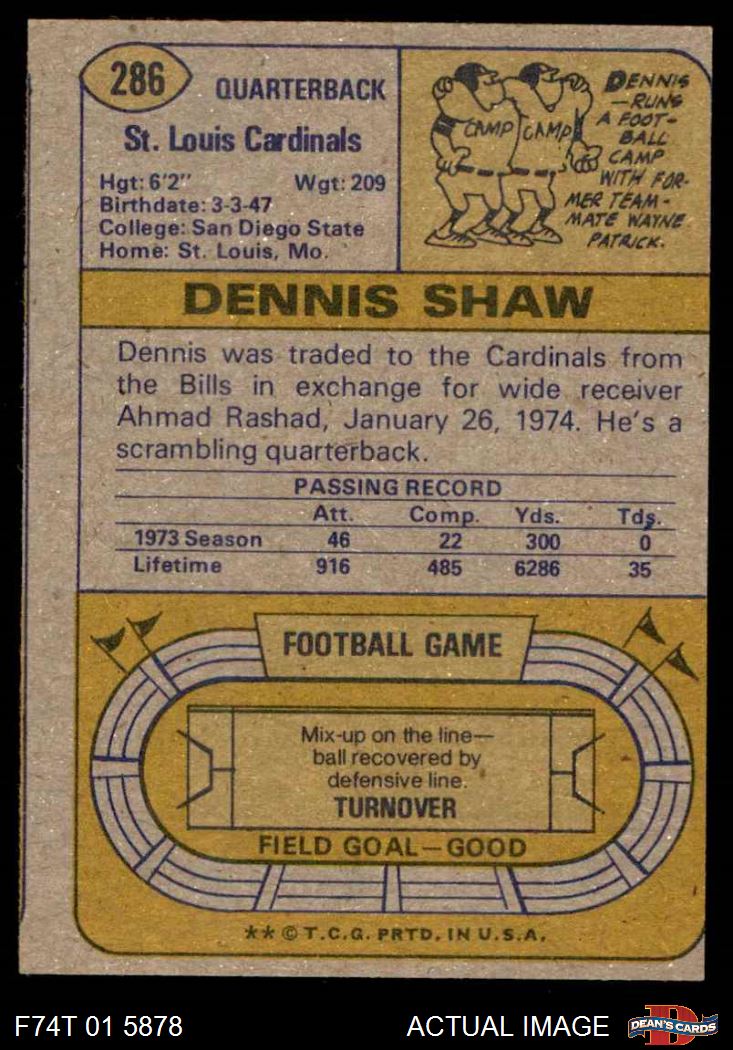 286
QUARTERBACK
St. Louis Cardinals
Hgt: 6'2" Wgt: 209
Birthdate: 3-3-47
College: San Diego State
Home: St. Louis, Mo.
CAMP CAMP
DENNIS
—RUNS
A FOOT-
BALL
CAMP
WITH FOR-
MER TEAM-
MATE WAYNE
PATRICK.
DENNIS SHAW
Dennis was traded to the Cardinals from
the Bills in exchange for wide receiver
Ahmad Rashad, January 26, 1974. He's a
scrambling quarterback.
PASSING RECORD
Att. Comp. Yds. Tds.
1973 Season 46 22 300 0
Lifetime 916 485 6286 35
FOOTBALL GAME
Mix-up on the line—
ball recovered by
defensive line.
TURNOVER
FIELD GOAL—GOOD
** © T.C.G. PRTD. IN U.S.A.
F74T 01 5878 ACTUAL IMAGE
D
DEAN'S CARDS